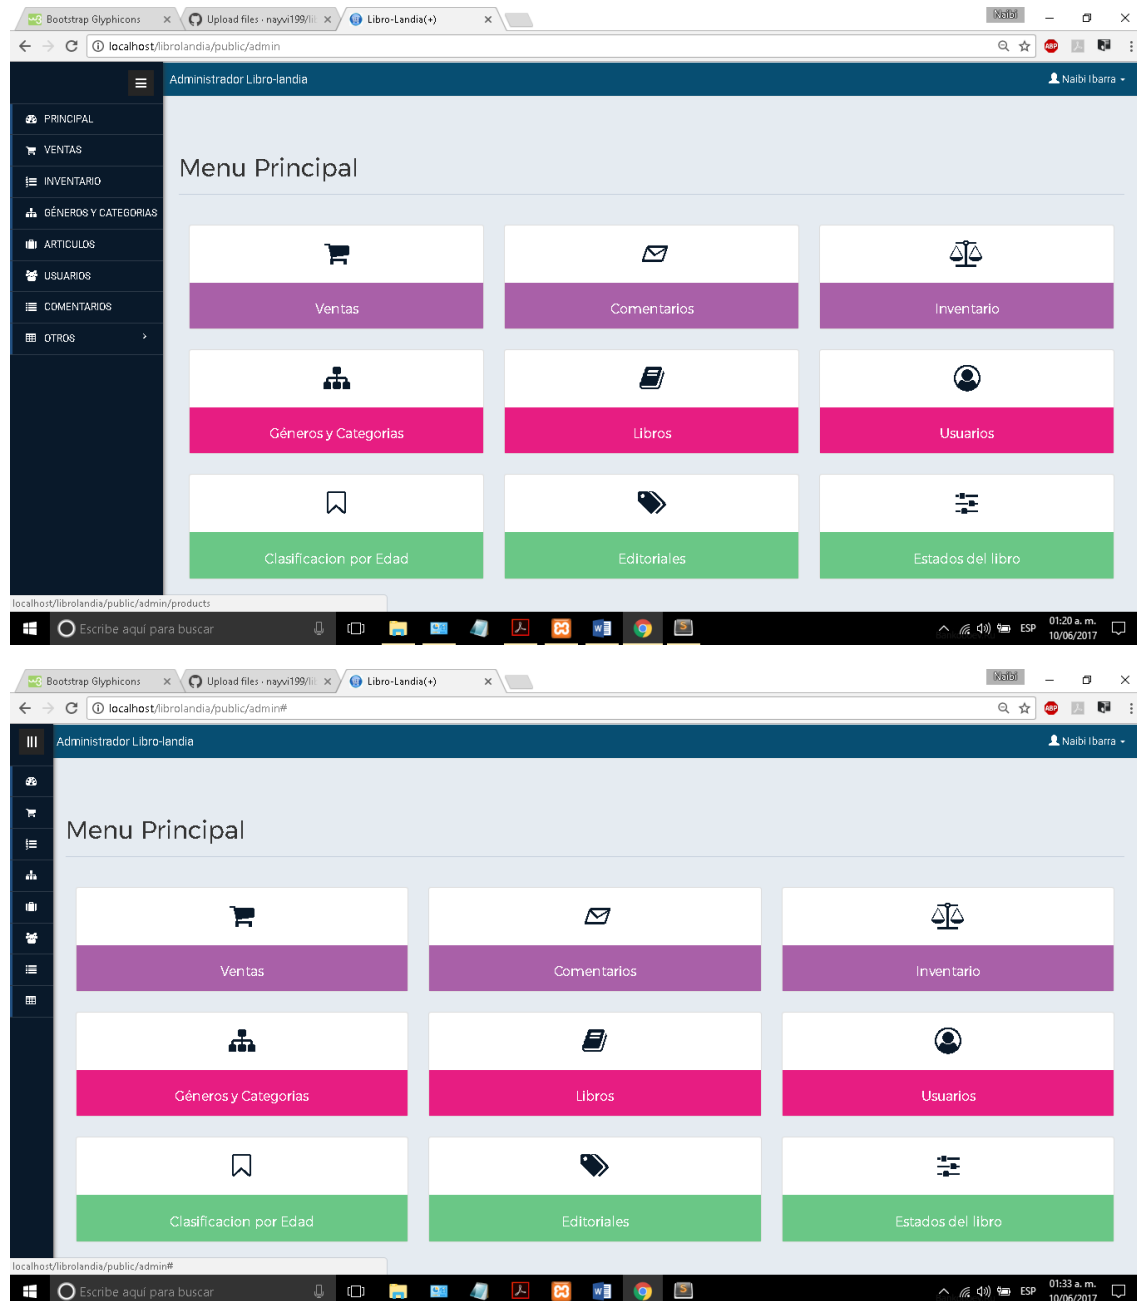 Bootstrap Glyphicons
Upload files · nayvi199/li
Libro-Landia(+)
Naibi
localhost/librolandia/public/admin
Administrador Libro-landia
Naibi Ibarra
PRINCIPAL
VENTAS
INVENTARIO
GÉNEROS Y CATEGORIAS
ARTICULOS
USUARIOS
COMENTARIOS
OTROS
Menu Principal
Ventas
Comentarios
Inventario
Géneros y Categorias
Libros
Usuarios
Clasificacion por Edad
Editoriales
Estados del libro
localhost/librolandia/public/admin/products
Escribe aquí para buscar
ESP
01:20 a. m.
10/06/2017
Bootstrap Glyphicons
Upload files · nayvi199/li
Libro-Landia(+)
Naibi
localhost/librolandia/public/admin#
Administrador Libro-landia
Naibi Ibarra
Menu Principal
Ventas
Comentarios
Inventario
Géneros y Categorias
Libros
Usuarios
Clasificacion por Edad
Editoriales
Estados del libro
localhost/librolandia/public/admin#
Escribe aquí para buscar
ESP
01:33 a. m.
10/06/2017